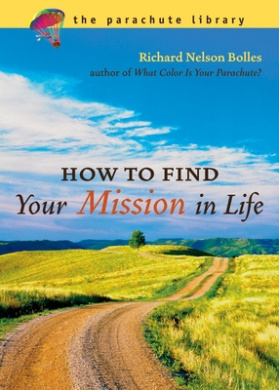 the parachute library
Richard Nelson Bolles
author of What Color Is Your Parachute?
HOW TO FIND
Your Mission in Life